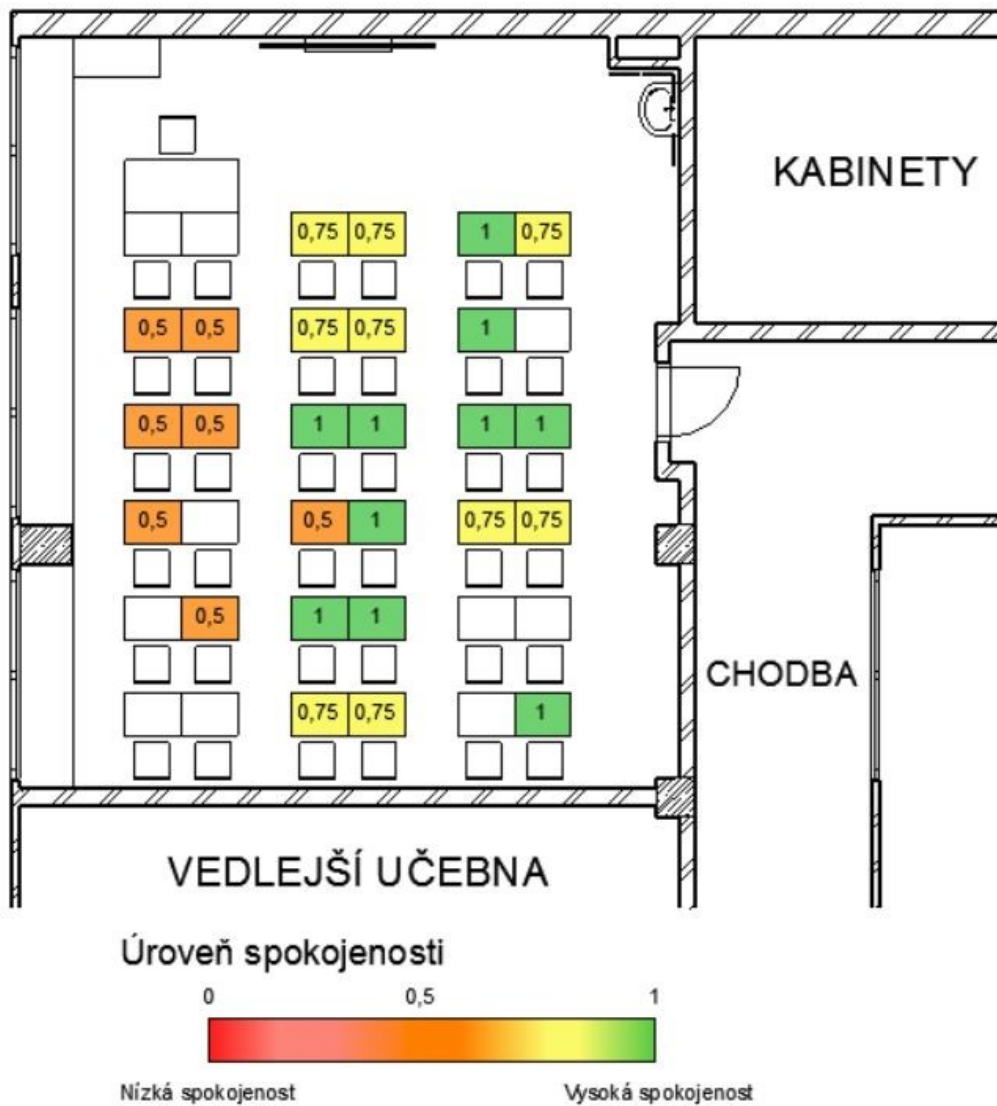 KABINETY
0,75 0,75 1 0,75
0,5 0,5 0,75 0,75 1
0,5 0,5 1 1 1 1
0,5 0,5 1 0,75 0,75
0,5 1 1
CHODBA
0,75 0,75 1
VEDLEJŠÍ UČEBNA
Úroveň spokojenosti
0 0,5 1
Nízká spokojenost Vysoká spokojenost